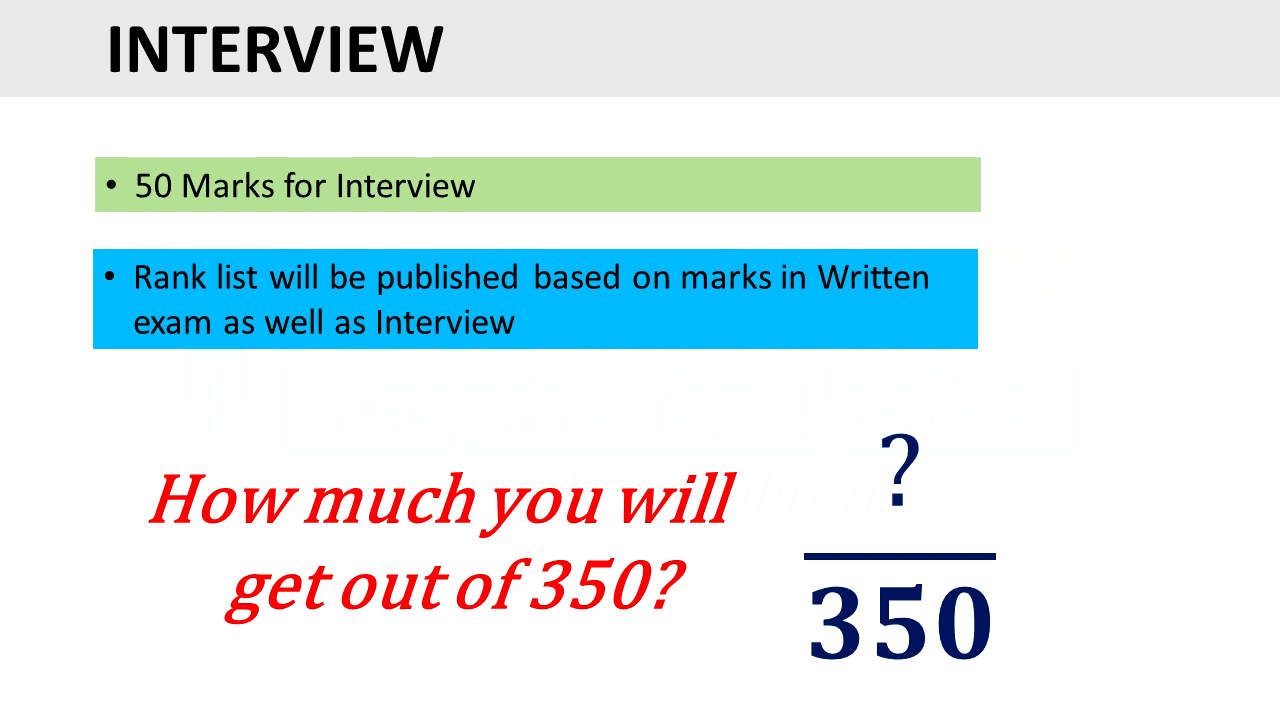 INTERVIEW
• 50 Marks for Interview
• Rank list will be published based on marks in Written
exam as well as Interview
How much you will
get out of 350?
?
350